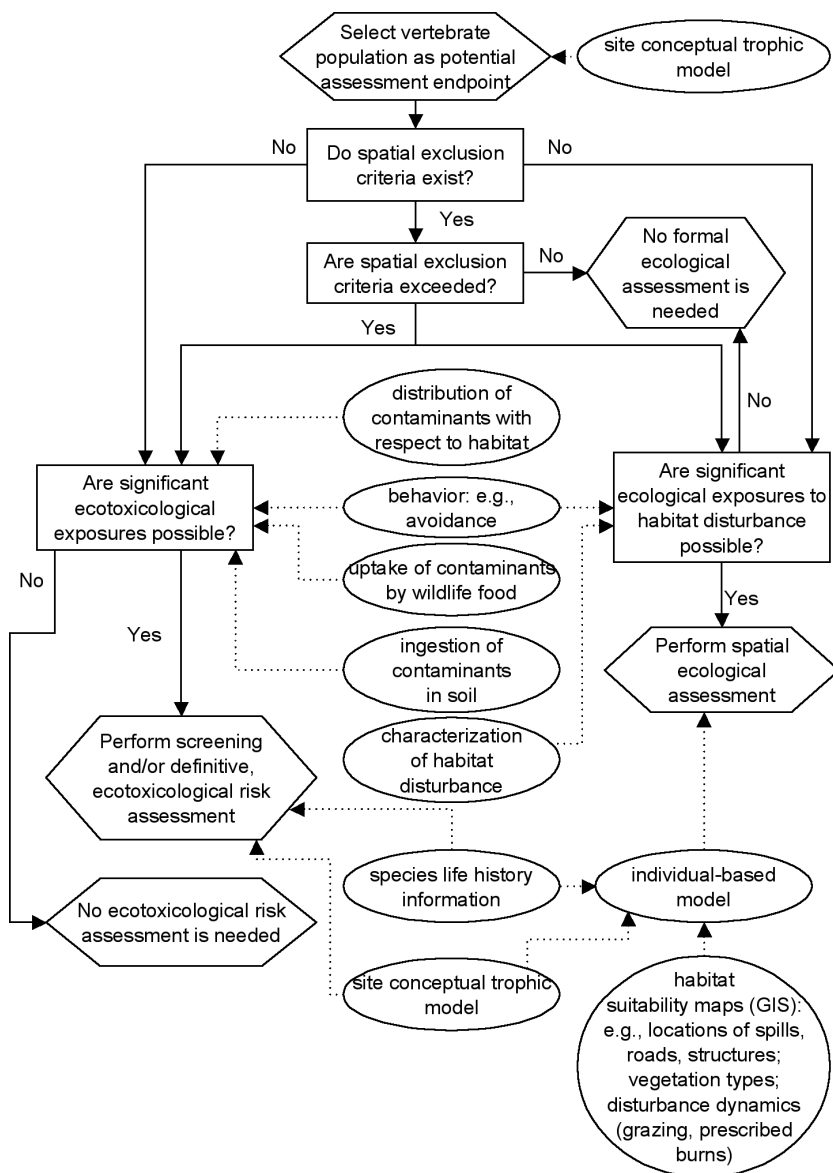 Select vertebrate
population as potential
assessment endpoint
site conceptual trophic
model
No
Do spatial exclusion
criteria exist?
No
Yes
Are spatial exclusion
criteria exceeded?
No
No formal
ecological
assessment is
needed
Yes
distribution of
contaminants with
respect to habitat
No
Are significant
ecotoxicological
exposures possible?
behavior: e.g.,
avoidance
Are significant
ecological exposures to
habitat disturbance
possible?
uptake of contaminants
by wildlife food
No
Yes
Yes
ingestion of
contaminants
in soil
Perform spatial
ecological
assessment
Perform screening
and/or definitive,
ecotoxicological risk
assessment
characterization
of habitat
disturbance
species life history
information
individual-based
model
No ecotoxicological risk
assessment is needed
site conceptual trophic
model
habitat
suitability maps (GIS):
e.g., locations of spills,
roads, structures;
vegetation types;
disturbance dynamics
(grazing, prescribed
burns)